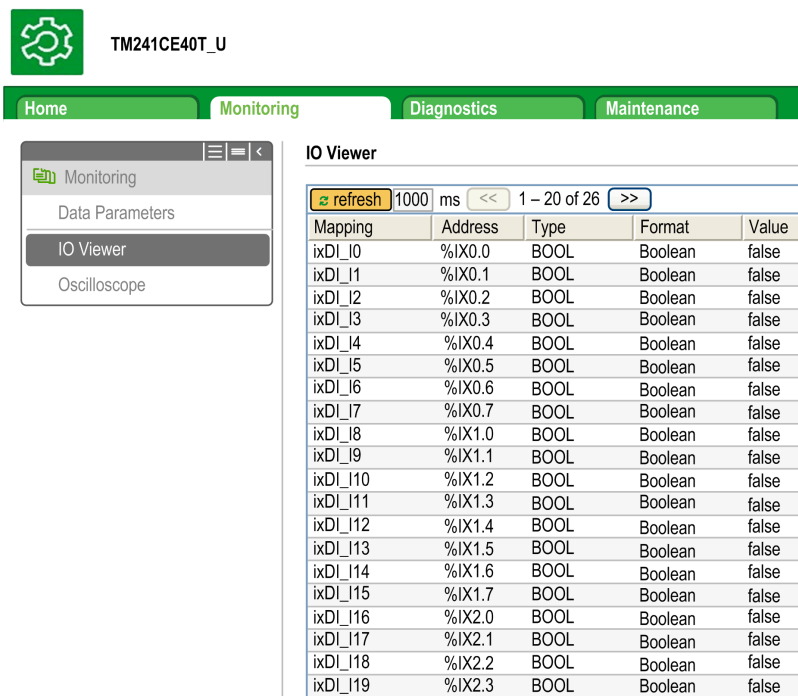 TM241CE40T_U
Home Monitoring Diagnostics Maintenance
Monitoring
Data Parameters
IO Viewer
Oscilloscope
IO Viewer
refresh 1000 ms << 1 – 20 of 26 >>
Mapping Address Type Format Value
ixDI_I0 %IX0.0 BOOL Boolean false
ixDI_I1 %IX0.1 BOOL Boolean false
ixDI_I2 %IX0.2 BOOL Boolean false
ixDI_I3 %IX0.3 BOOL Boolean false
ixDI_I4 %IX0.4 BOOL Boolean false
ixDI_I5 %IX0.5 BOOL Boolean false
ixDI_I6 %IX0.6 BOOL Boolean false
ixDI_I7 %IX0.7 BOOL Boolean false
ixDI_I8 %IX1.0 BOOL Boolean false
ixDI_I9 %IX1.1 BOOL Boolean false
ixDI_I10 %IX1.2 BOOL Boolean false
ixDI_I11 %IX1.3 BOOL Boolean false
ixDI_I12 %IX1.4 BOOL Boolean false
ixDI_I13 %IX1.5 BOOL Boolean false
ixDI_I14 %IX1.6 BOOL Boolean false
ixDI_I15 %IX1.7 BOOL Boolean false
ixDI_I16 %IX2.0 BOOL Boolean false
ixDI_I17 %IX2.1 BOOL Boolean false
ixDI_I18 %IX2.2 BOOL Boolean false
ixDI_I19 %IX2.3 BOOL Boolean false